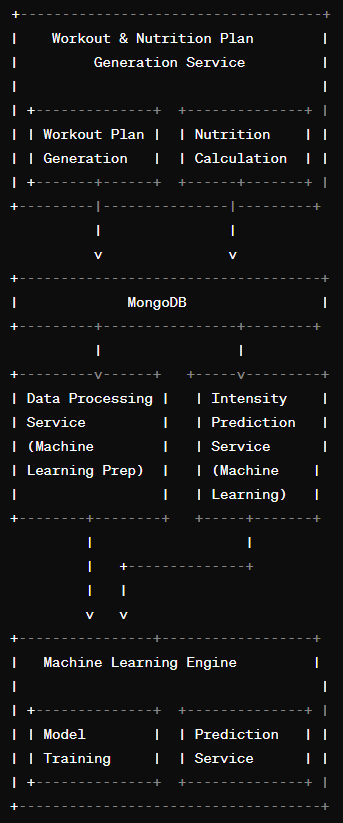 Workout & Nutrition Plan
Generation Service
Workout Plan
Generation
Nutrition
Calculation
MongoDB
Data Processing
Service
(Machine
Learning Prep)
Intensity
Prediction
Service
(Machine
Learning)
Machine Learning Engine
Model
Training
Prediction
Service